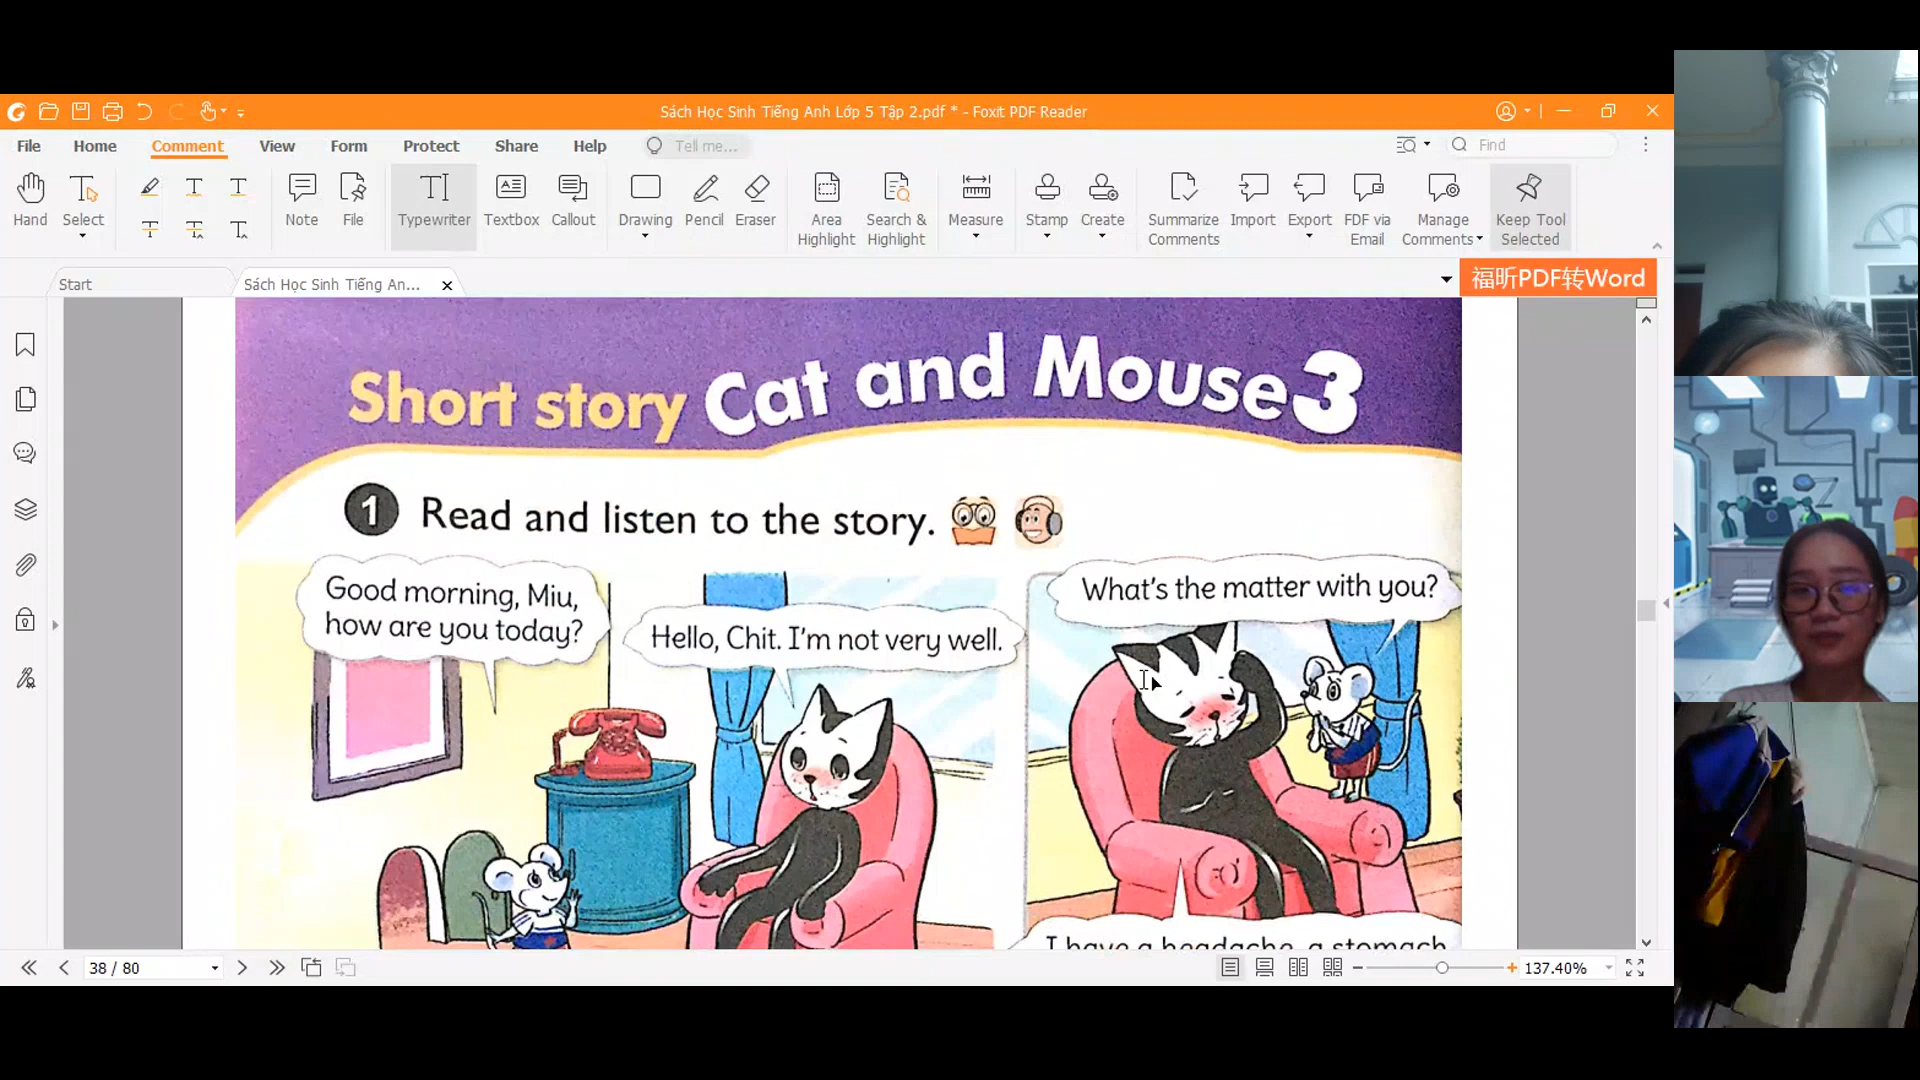 Sách Học Sinh Tiếng Anh Lớp 5 Tập 2.pdf * - Foxit PDF Reader
File Home Comment View Form Protect Share Help Tell me... Find
Hand Select Note File Typewriter Textbox Callout Drawing Pencil Eraser Area Highlight Search & Highlight Measure Stamp Create Summarize Comments Import Export FDF via Email Manage Comments Keep Tool Selected
Start Sách Học Sinh Tiếng An... 福昕PDF转Word
Short story Cat and Mouse 3
1 Read and listen to the story.
Good morning, Miu,
how are you today?
Hello, Chit. I'm not very well.
What's the matter with you?
I have a headache, a stomach
38 / 80 137.40%